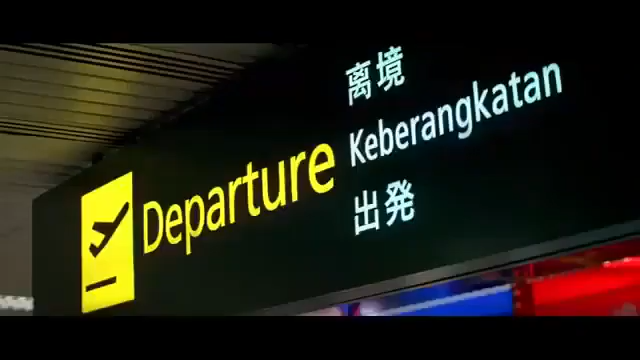 Departure
离境
Keberangkatan
出発